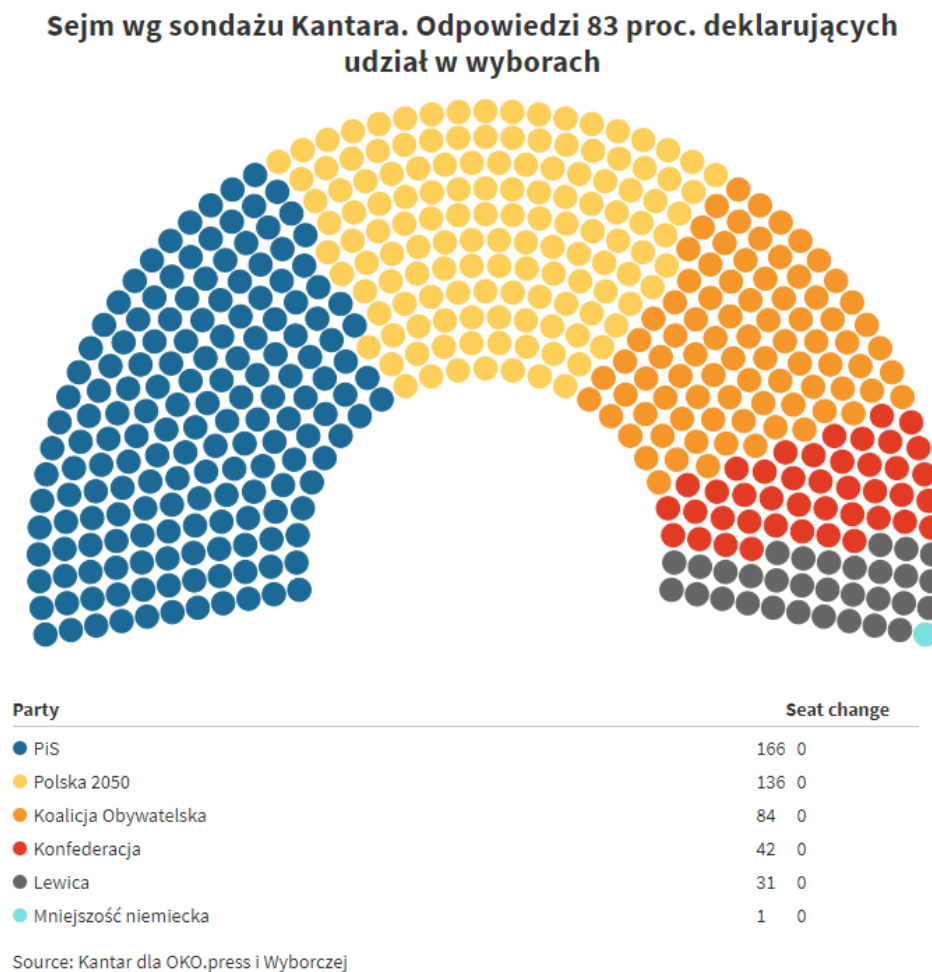 Sejm wg sondażu Kantara. Odpowiedzi 83 proc. deklarujących
udział w wyborach
Party Seat change
PiS 166 0
Polska 2050 136 0
Koalicja Obywatelska 84 0
Konfederacja 42 0
Lewica 31 0
Mniejszość niemiecka 1 0
Source: Kantar dla OKO.press i Wyborczej